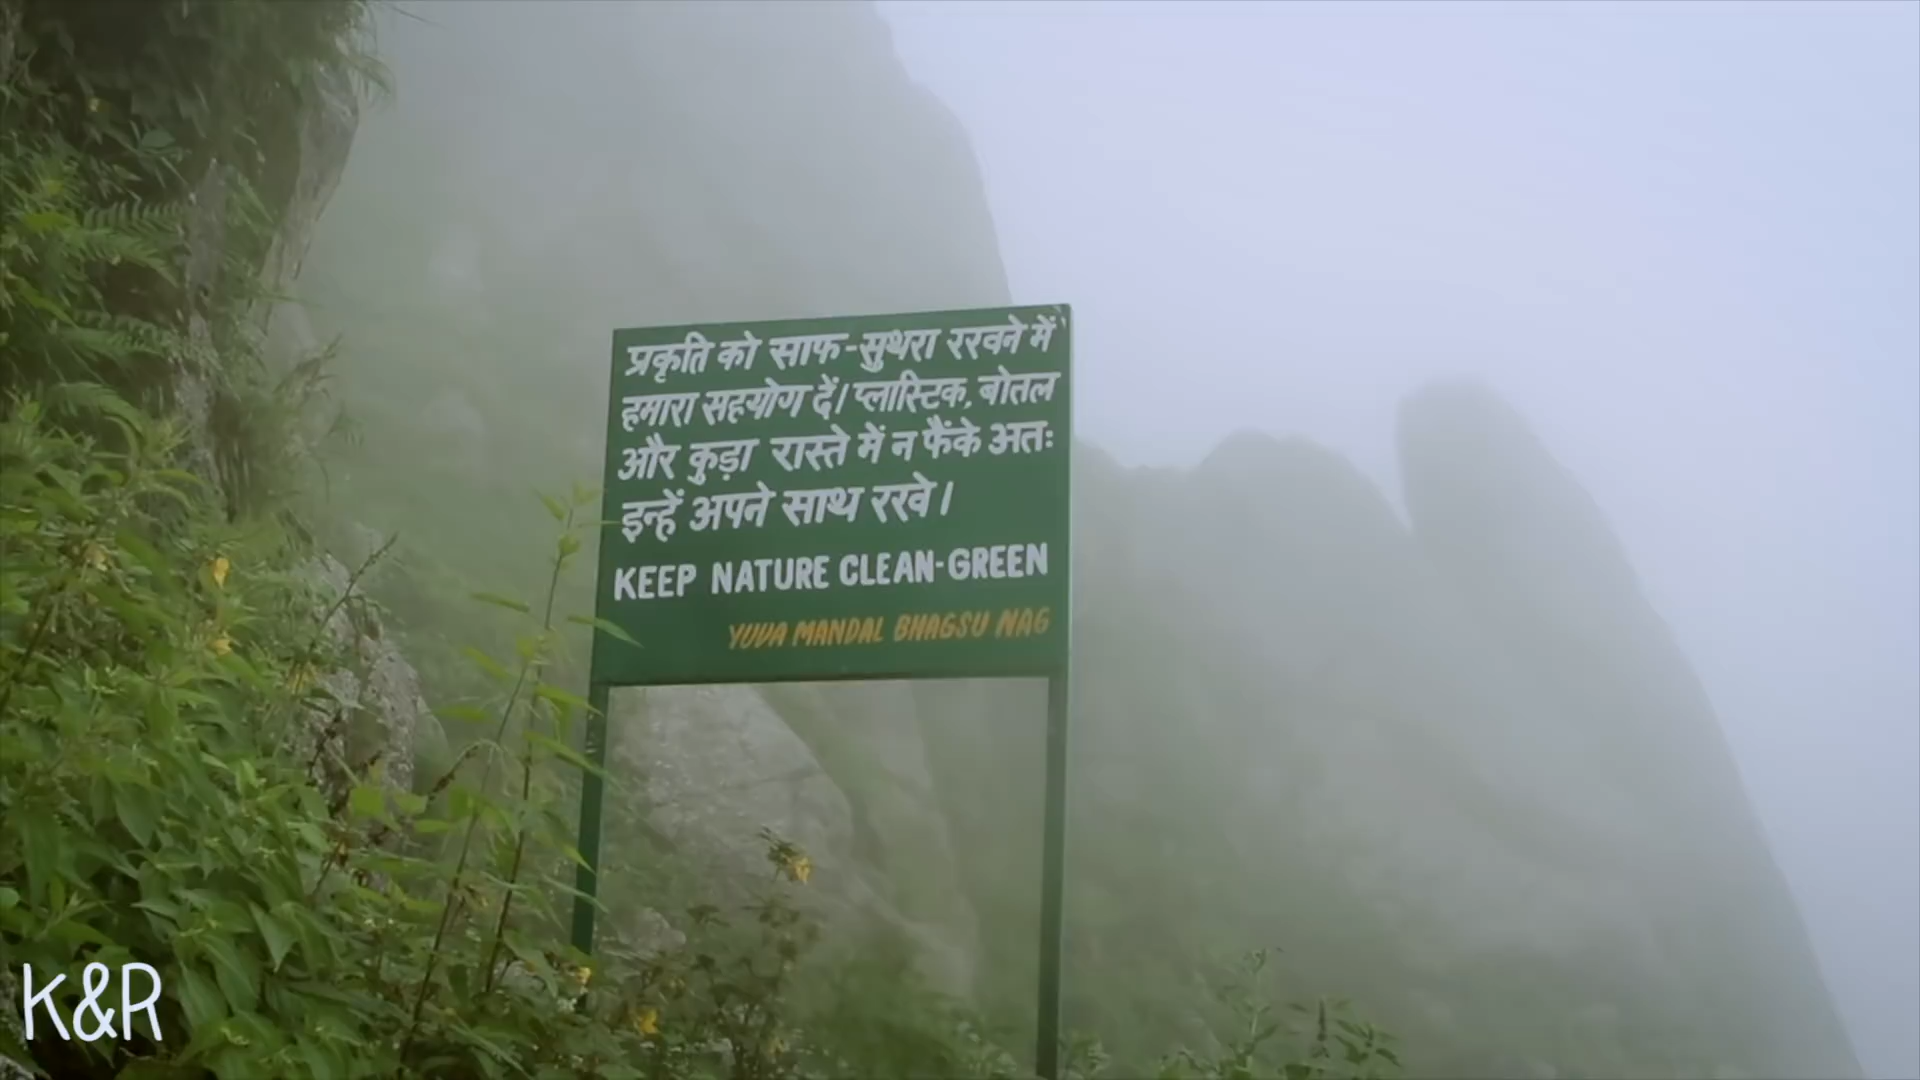 प्रकृति को साफ-सुथरा रखने में
हमारा सहयोग दें। प्लास्टिक, बोतल
और कुड़ा रास्ते में न फैंके अतः
इन्हें अपने साथ रखे।
KEEP NATURE CLEAN-GREEN
YUVA MANDAL BHAGSU NAG
K&R